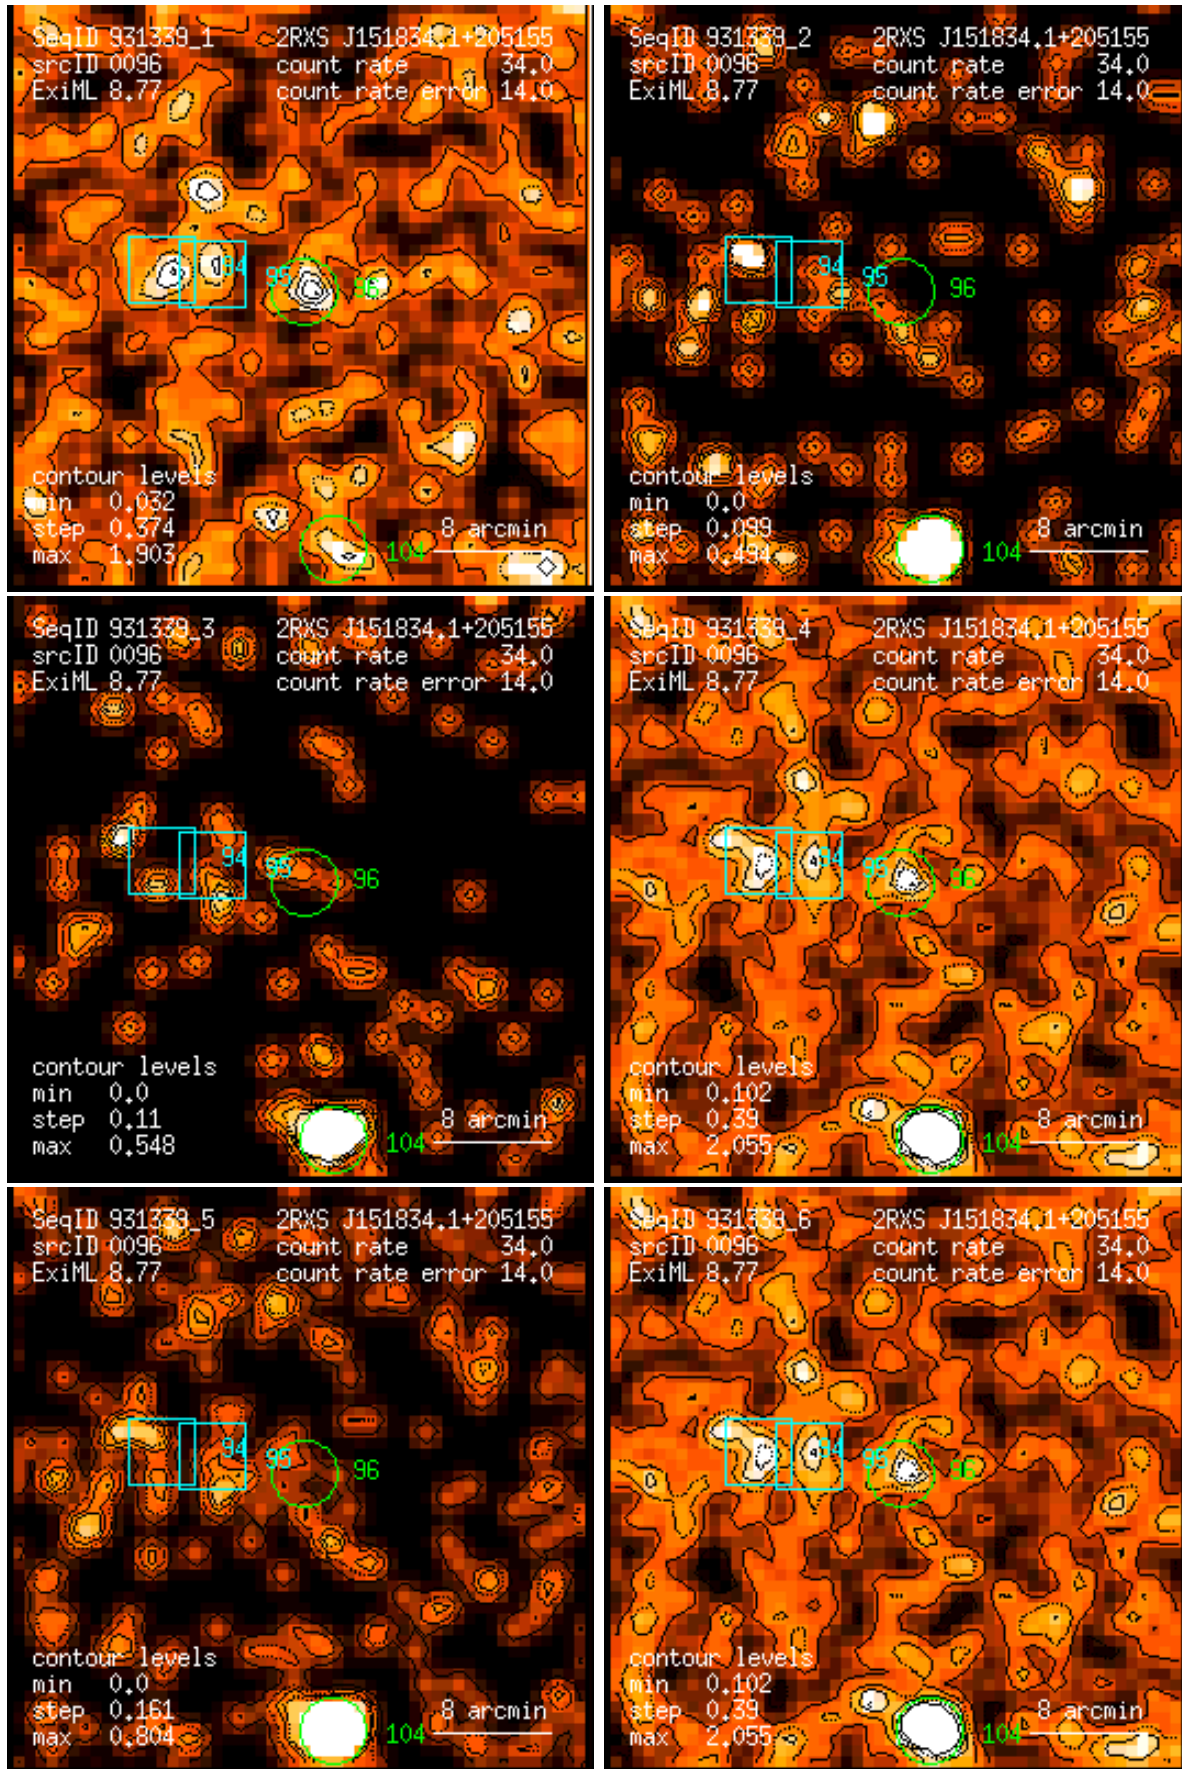 SeqID 931339_1 2RXS J151834.1+205155
srcID 0096 count rate 34.0
ExiML 8.77 count rate error 14.0
94 95 96
contour levels
min 0.032
step 0.374 8 arcmin
max 1.903 104
SeqID 931339_2 2RXS J151834.1+205155
srcID 0096 count rate 34.0
ExiML 8.77 count rate error 14.0
94 95 96
contour levels
min 0.0
step 0.099 8 arcmin
max 0.494 104
SeqID 931339_3 2RXS J151834.1+205155
srcID 0096 count rate 34.0
ExiML 8.77 count rate error 14.0
94 95 96
contour levels
min 0.0
step 0.11 8 arcmin
max 0.548 104
SeqID 931339_4 2RXS J151834.1+205155
srcID 0096 count rate 34.0
ExiML 8.77 count rate error 14.0
94 95 96
contour levels
min 0.102
step 0.39 8 arcmin
max 2.055 104
SeqID 931339_5 2RXS J151834.1+205155
srcID 0096 count rate 34.0
ExiML 8.77 count rate error 14.0
94 95 96
contour levels
min 0.0
step 0.161 8 arcmin
max 0.804 104
SeqID 931339_6 2RXS J151834.1+205155
srcID 0096 count rate 34.0
ExiML 8.77 count rate error 14.0
94 95 96
contour levels
min 0.102
step 0.39 8 arcmin
max 2.055 104